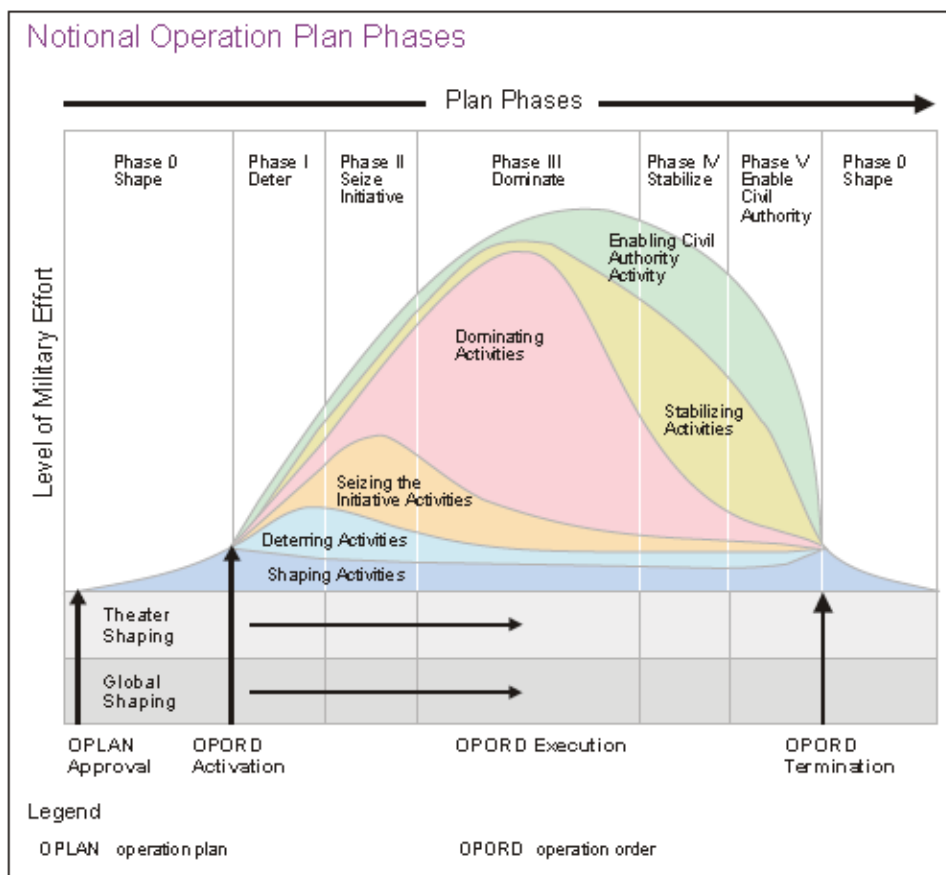 Notional Operation Plan Phases
Plan Phases
Phase 0
Shape
Phase I
Deter
Phase II
Seize
Initiative
Phase III
Dominate
Phase IV
Stabilize
Phase V
Enable
Civil
Authority
Phase 0
Shape
Level of Military Effort
Enabling Civil
Authority
Activity
Dominating
Activities
Stabilizing
Activities
Seizing the
Initiative Activities
Deterring Activities
Shaping Activities
Theater
Shaping
Global
Shaping
OPLAN
Approval
OPORD
Activation
OPORD Execution
OPORD
Termination
Legend
OPLAN operation plan
OPORD operation order